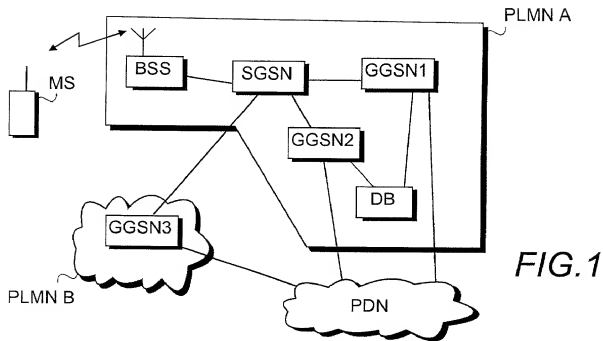 PLMN A
MS
BSS
SGSN
GGSN1
GGSN2
DB
GGSN3
PLMN B
PDN
FIG.1